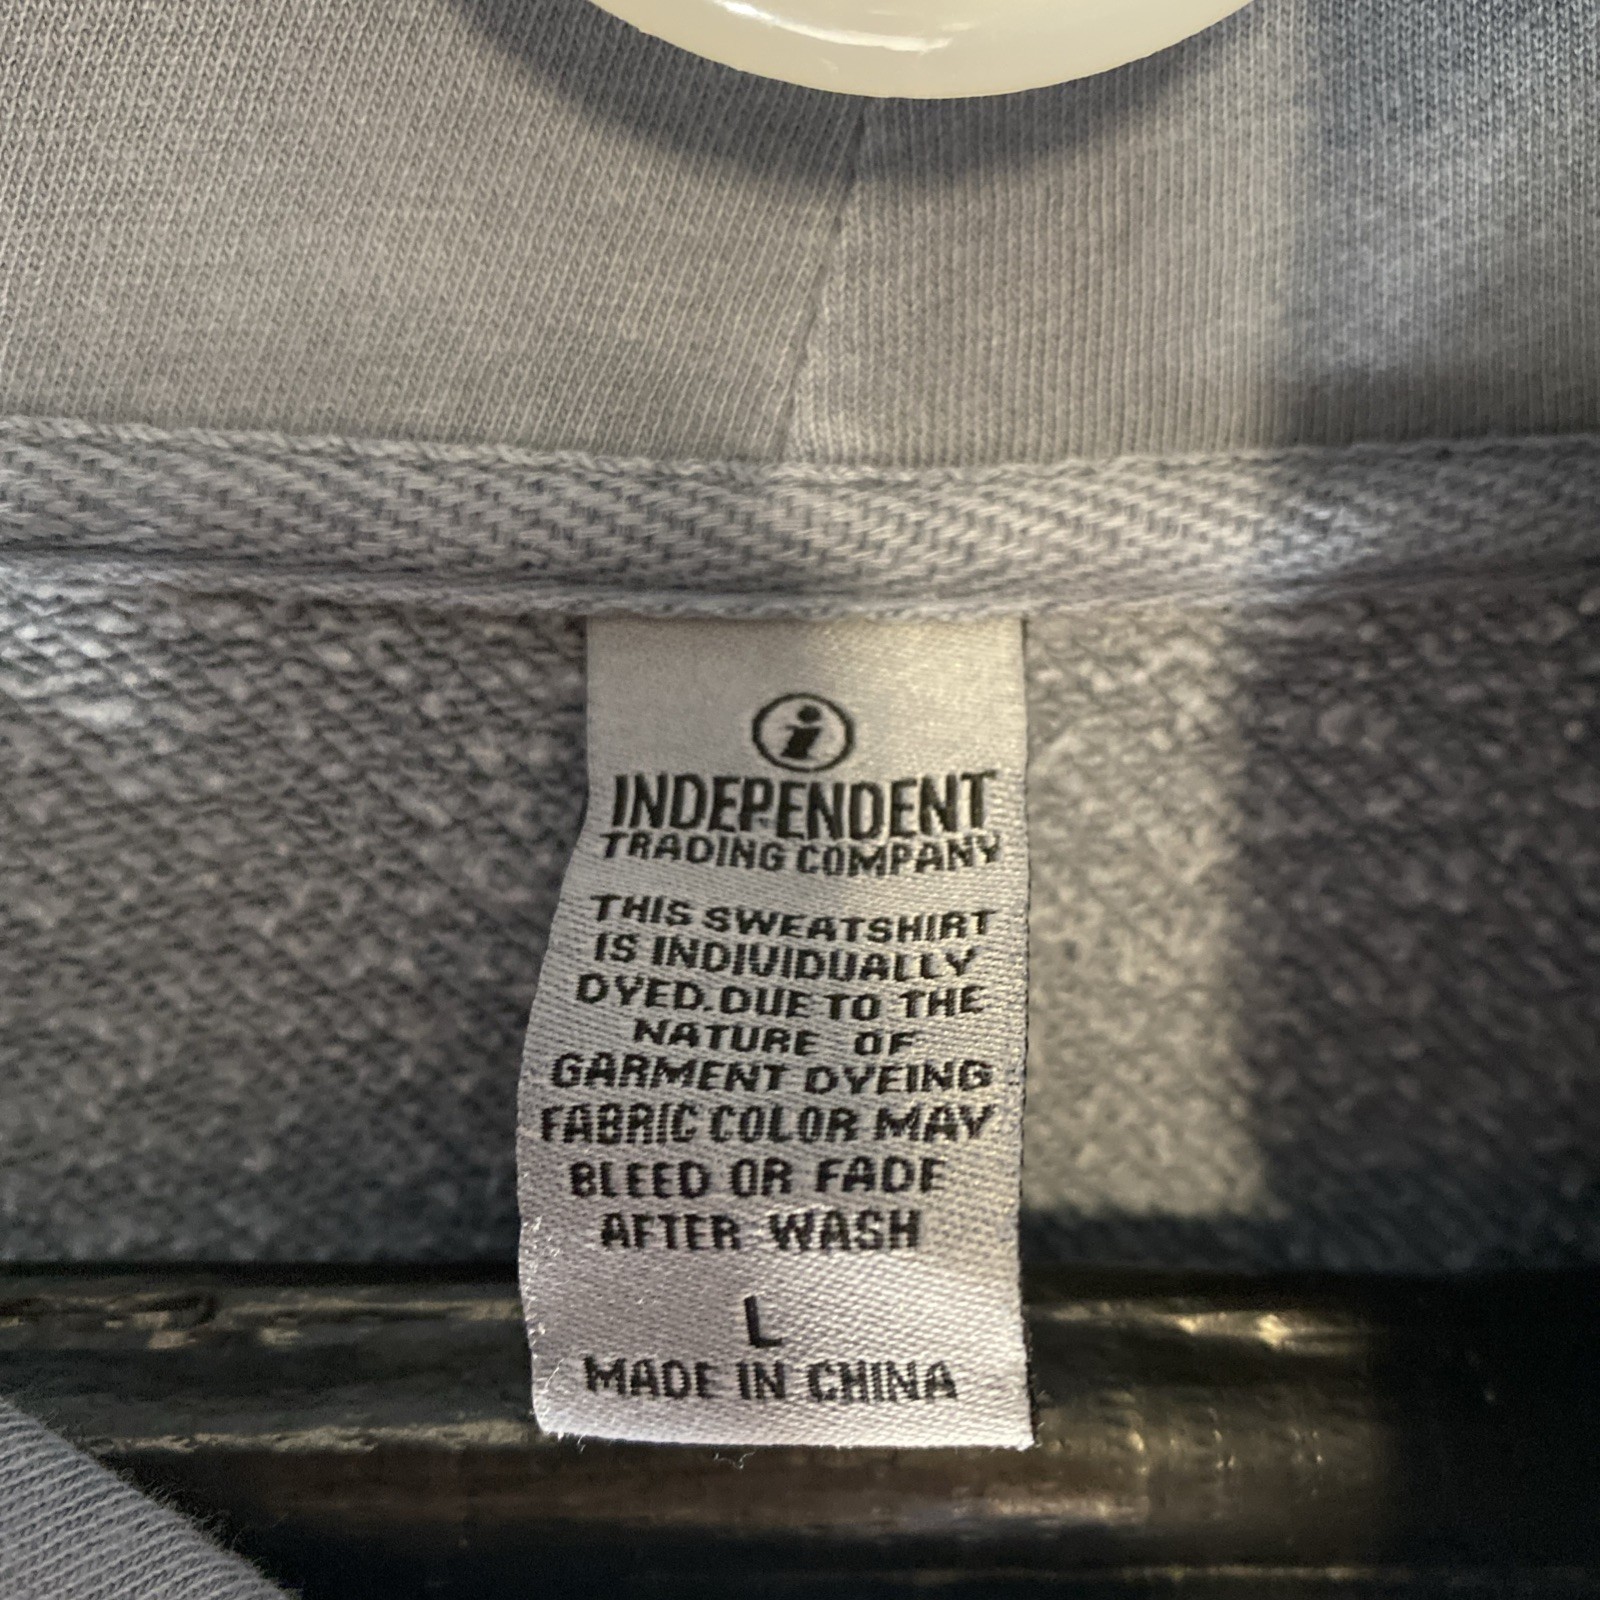 i
INDEPENDENT
TRADING COMPANY
THIS SWEATSHIRT
IS INDIVIDUALLY
DYED. DUE TO THE
NATURE OF
GARMENT DYEING
FABRIC COLOR MAY
BLEED OR FADE
AFTER WASH
L
MADE IN CHINA